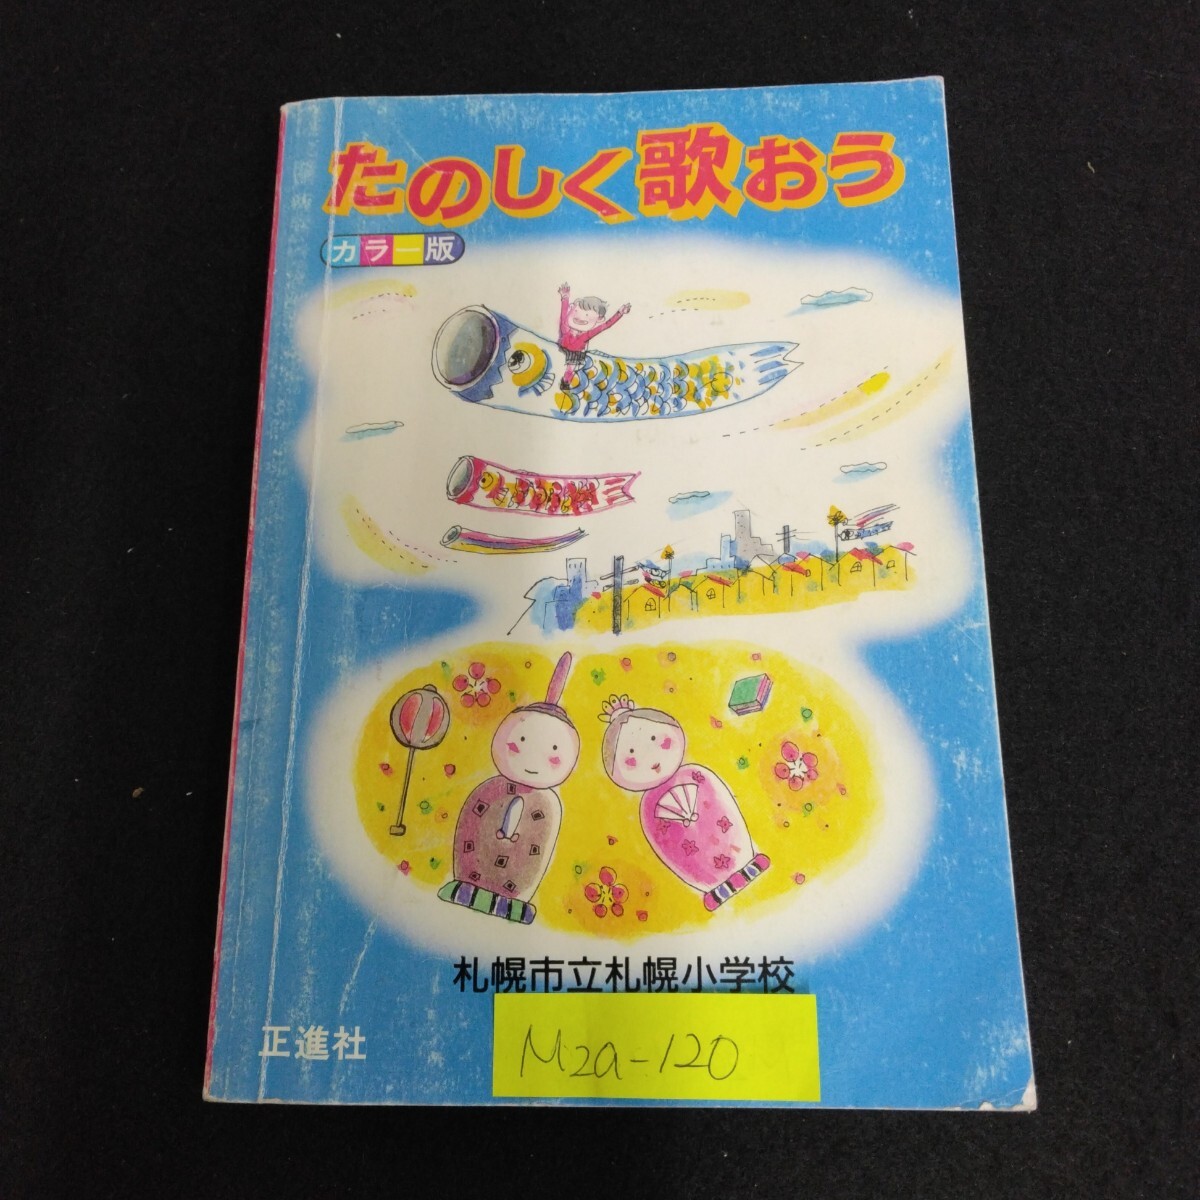 たのしく歌おう
カラー版
札幌市立札幌小学校
正進社
M2a-120